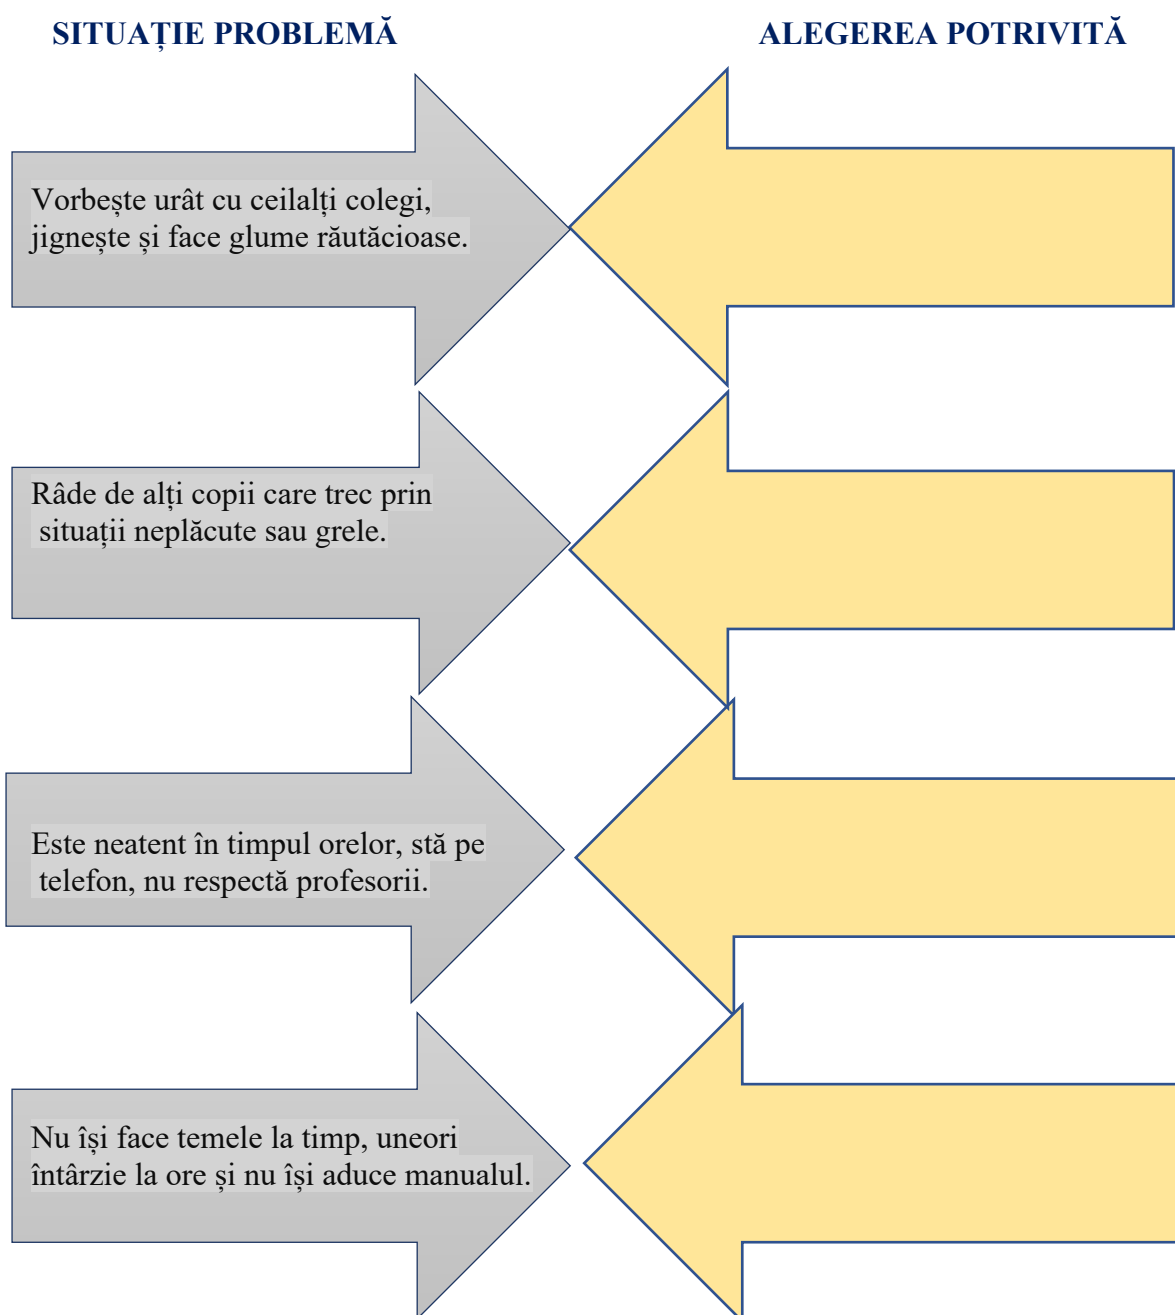 SITUAȚIE PROBLEMĂ
ALEGEREA POTRIVITĂ
Vorbește urât cu ceilalți colegi,
jignește și face glume răutăcioase.
Râde de alți copii care trec prin
situații neplăcute sau grele.
Este neatent în timpul orelor, stă pe
telefon, nu respectă profesorii.
Nu își face temele la timp, uneori
întârzie la ore și nu își aduce manualul.